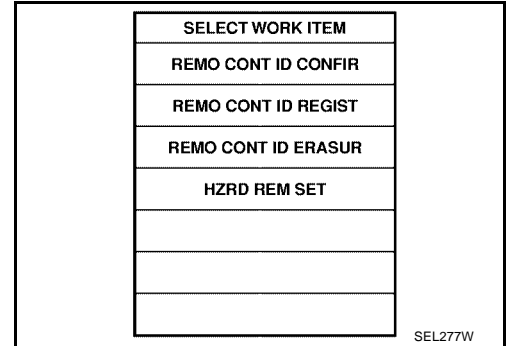 SELECT WORK ITEM
REMO CONT ID CONFIR
REMO CONT ID REGIST
REMO CONT ID ERASUR
HZRD REM SET
SEL277W